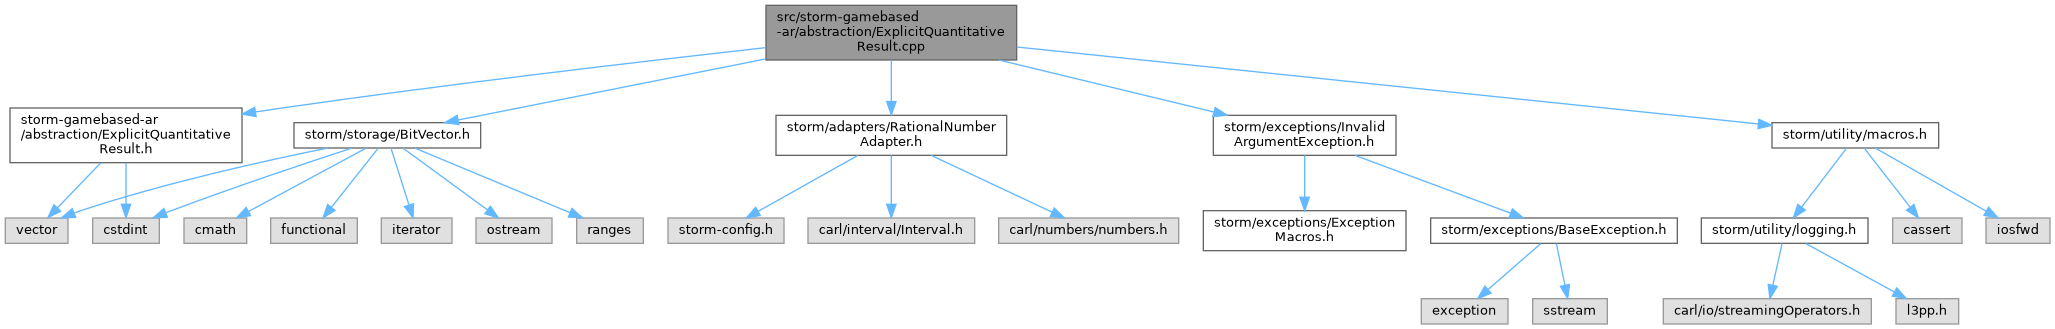 src/storm-gamebased
-ar/abstraction/ExplicitQuantitative
Result.cpp
storm-gamebased-ar
/abstraction/ExplicitQuantitative
Result.h
storm/storage/BitVector.h
storm/adapters/RationalNumber
Adapter.h
storm/exceptions/Invalid
ArgumentException.h
storm/utility/macros.h
vector
cstdint
cmath
functional
iterator
ostream
ranges
storm-config.h
carl/interval/Interval.h
carl/numbers/numbers.h
storm/exceptions/Exception
Macros.h
storm/exceptions/BaseException.h
storm/utility/logging.h
cassert
iosfwd
exception
sstream
carl/io/streamingOperators.h
l3pp.h